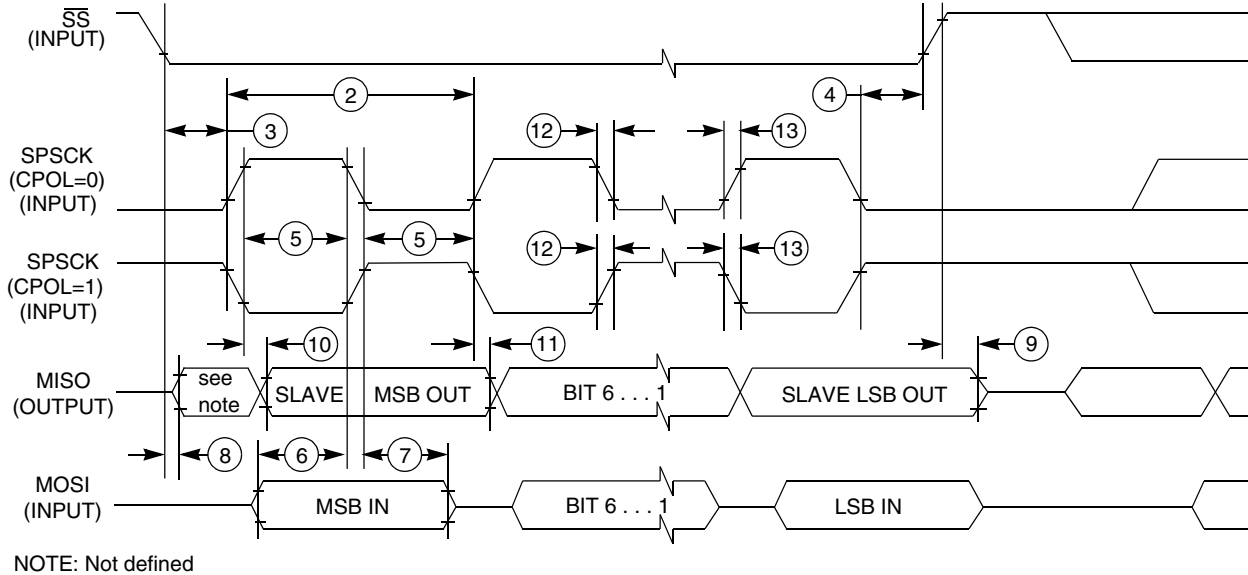 SS
(INPUT)
2
4
3
12
13
SPSCK
(CPOL=0)
(INPUT)
5
5
12
13
SPSCK
(CPOL=1)
(INPUT)
10
11
9
MISO
(OUTPUT)
see
note
SLAVE
MSB OUT
BIT 6 . . . 1
SLAVE LSB OUT
8
6
7
MOSI
(INPUT)
MSB IN
BIT 6 . . . 1
LSB IN
NOTE: Not defined